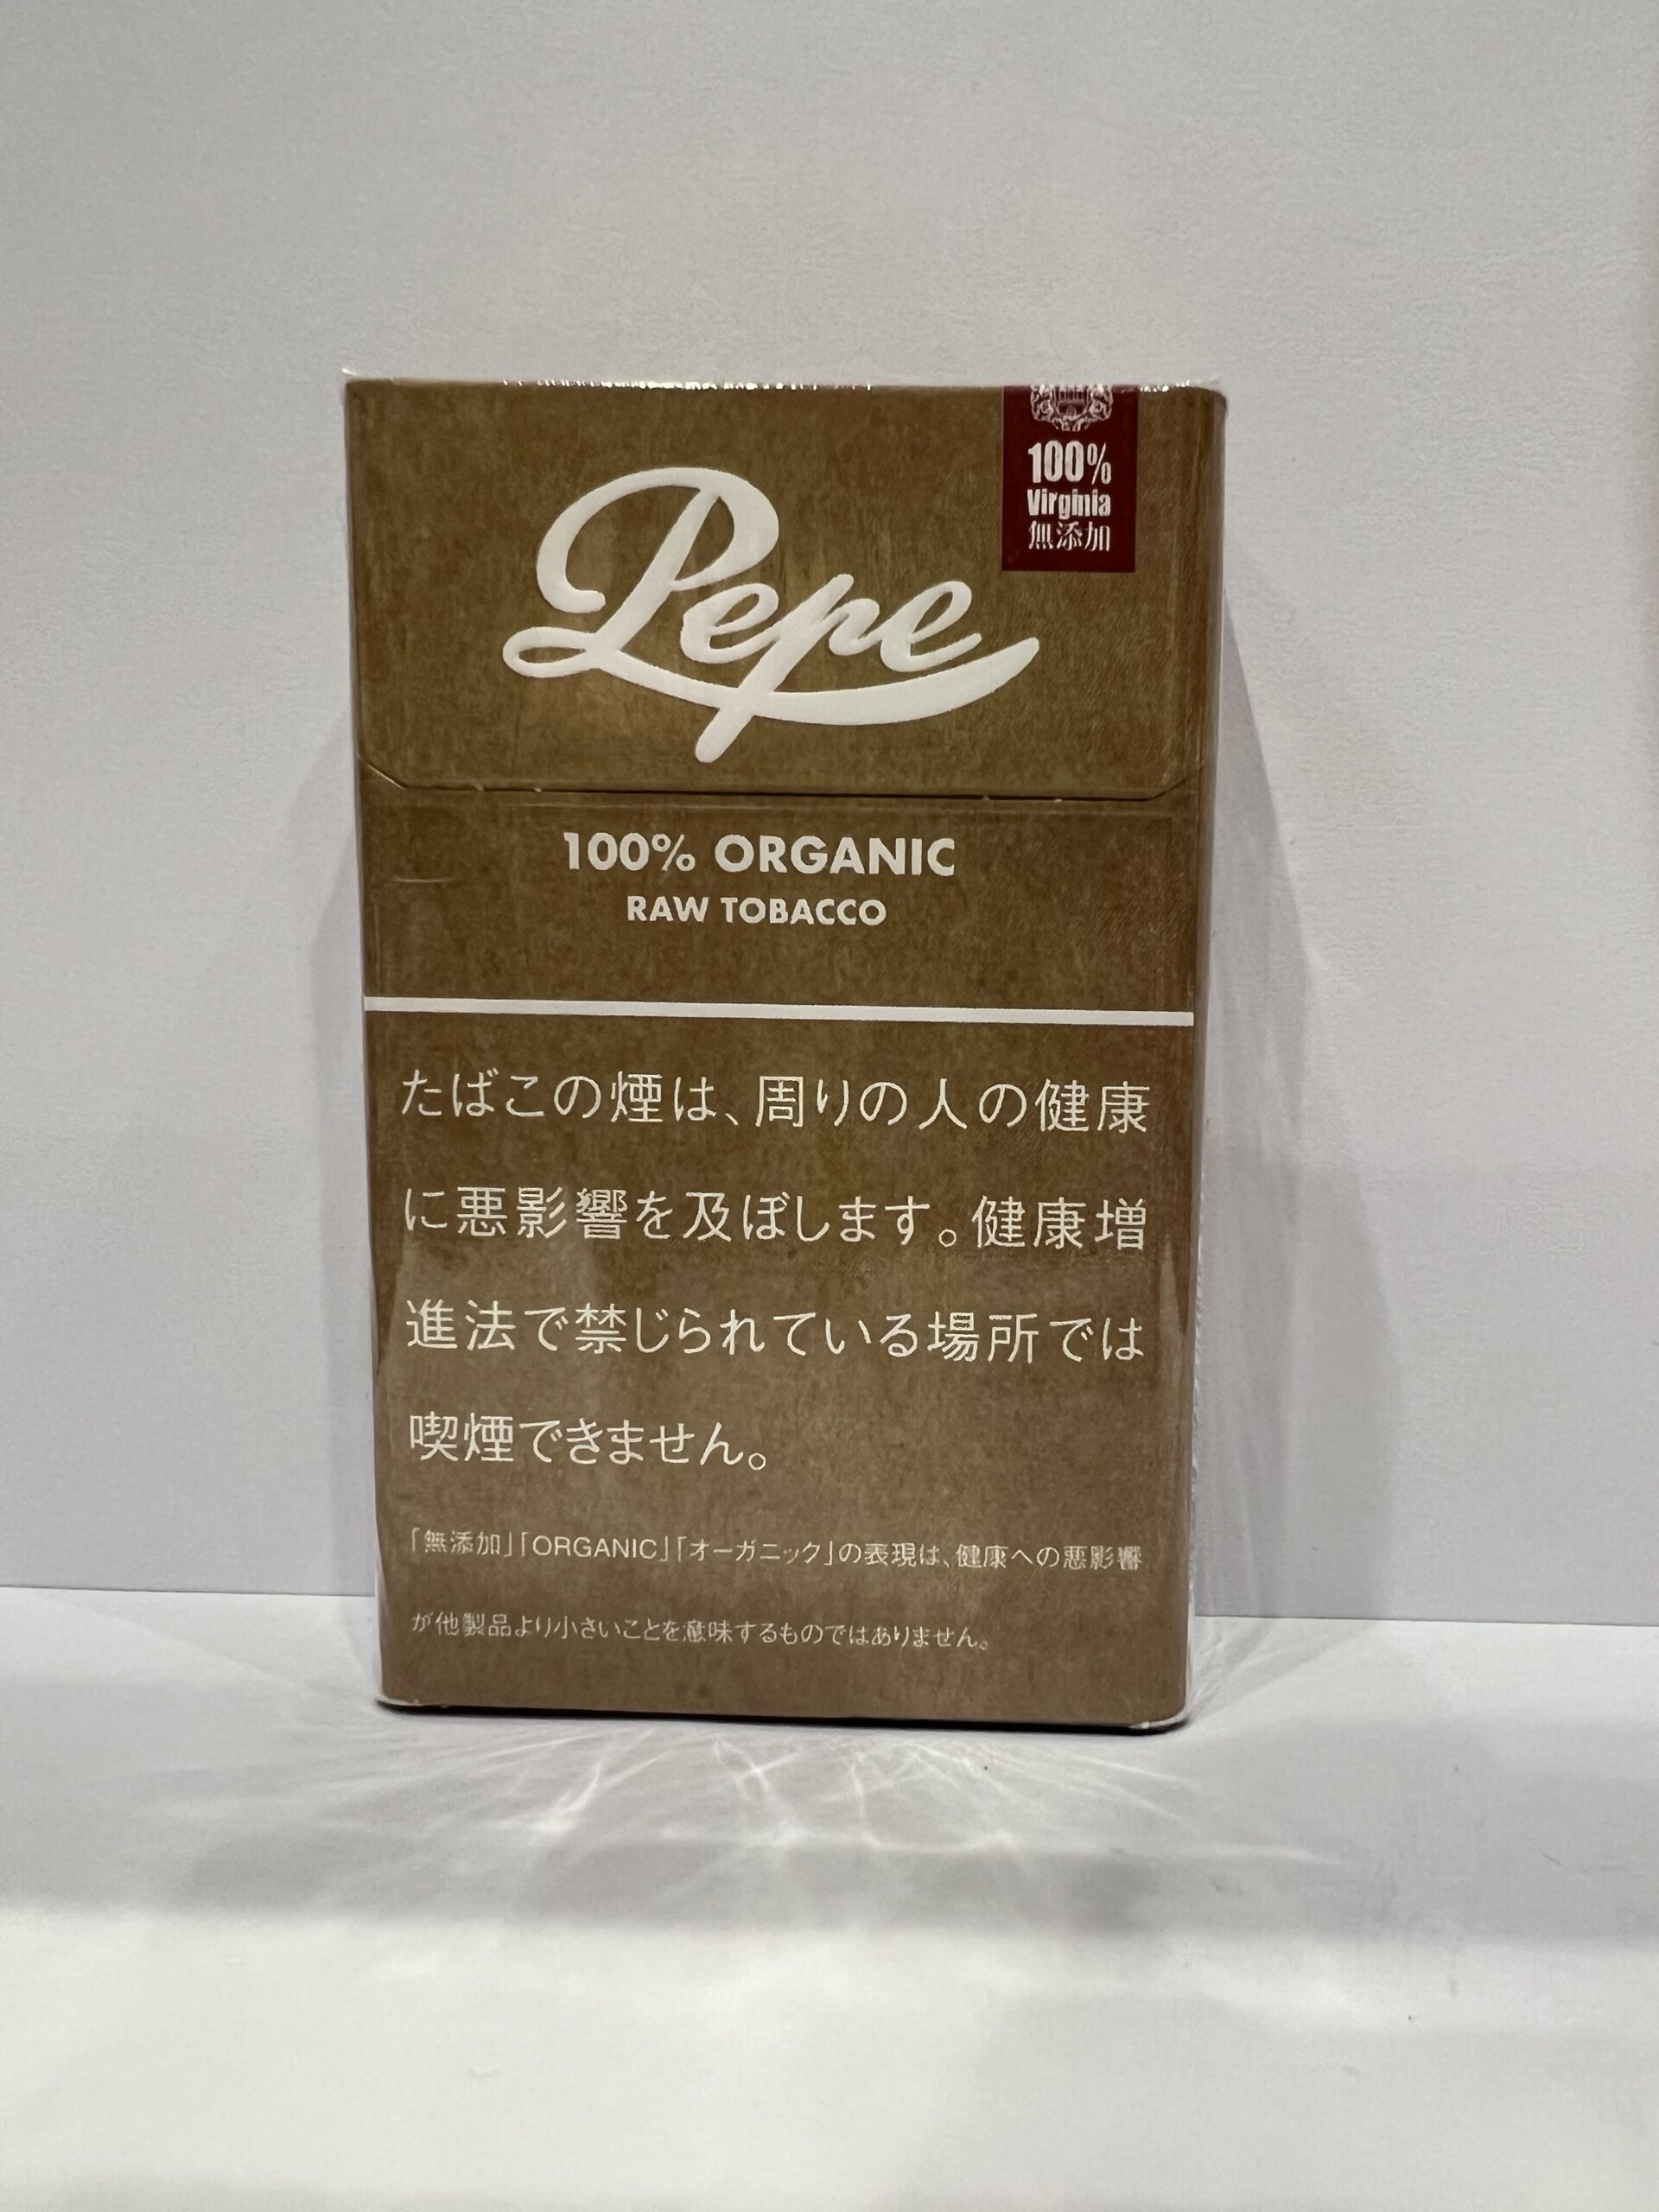 100%
Virginia
無添加
Pepe
100% ORGANIC
RAW TOBACCO
たばこの煙は、周りの人の健康
に悪影響を及ぼします。健康増
進法で禁じられている場所では
喫煙できません。
「無添加」「ORGANIC」「オーガニック」の表現は、健康への悪影響
が他製品より小さいことを意味するものではありません。